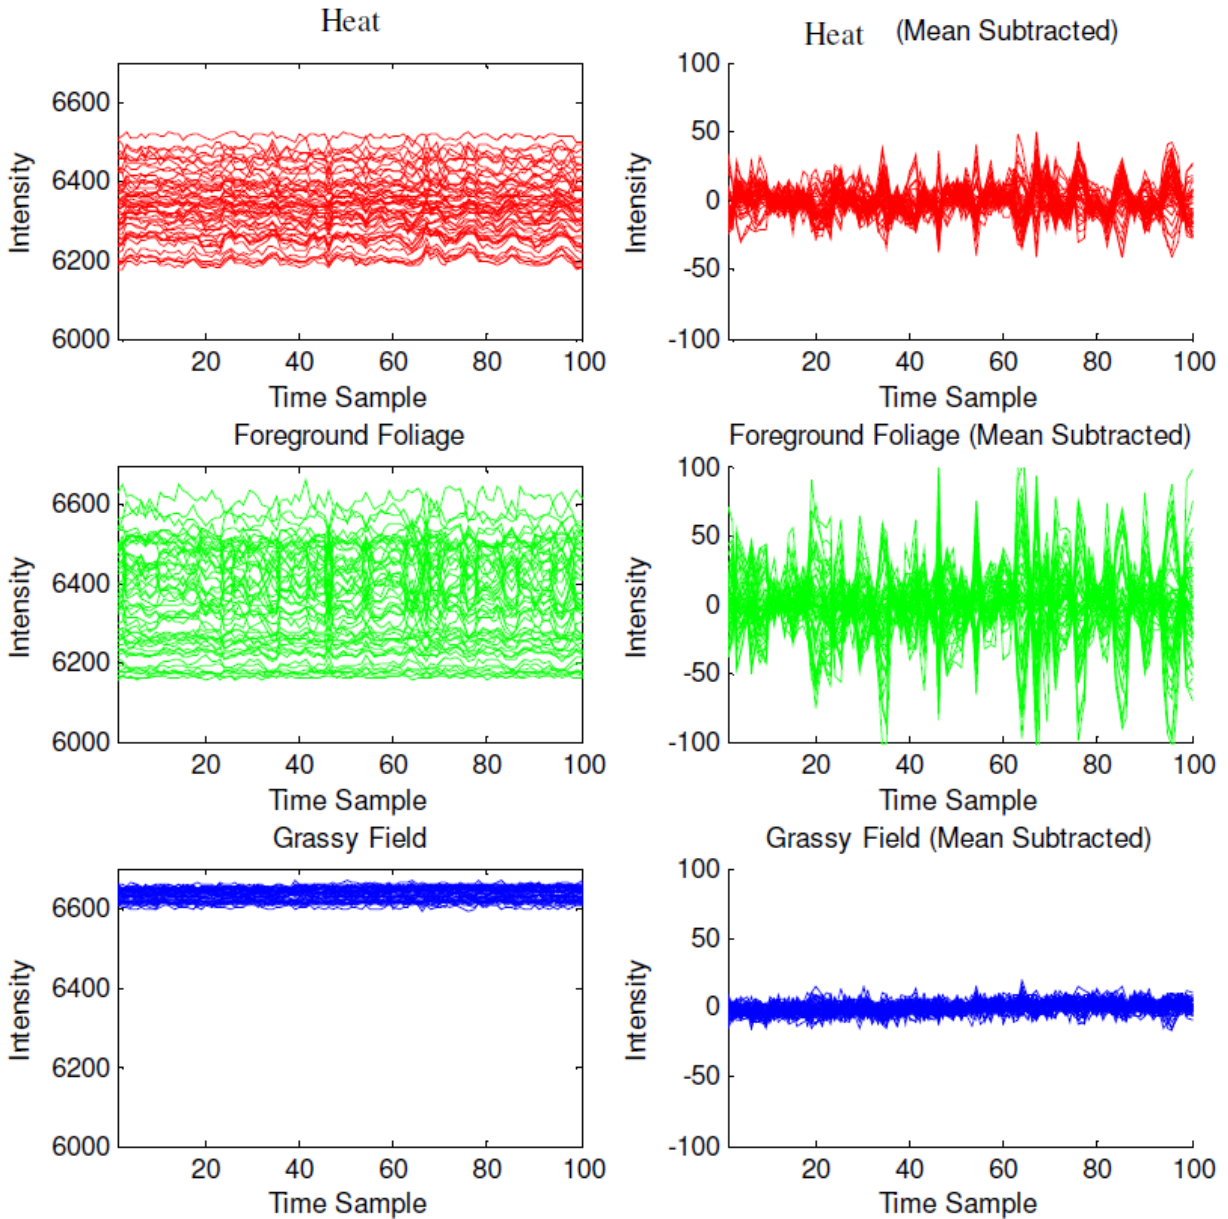 Heat
Heat (Mean Subtracted)
6600
6400
6200
6000
Intensity
20 40 60 80 100
Time Sample
100
50
0
-50
-100
Intensity
20 40 60 80 100
Time Sample
Foreground Foliage
Foreground Foliage (Mean Subtracted)
6600
6400
6200
6000
Intensity
20 40 60 80 100
Time Sample
100
50
0
-50
-100
Intensity
20 40 60 80 100
Time Sample
Grassy Field
Grassy Field (Mean Subtracted)
6600
6400
6200
6000
Intensity
20 40 60 80 100
Time Sample
100
50
0
-50
-100
Intensity
20 40 60 80 100
Time Sample